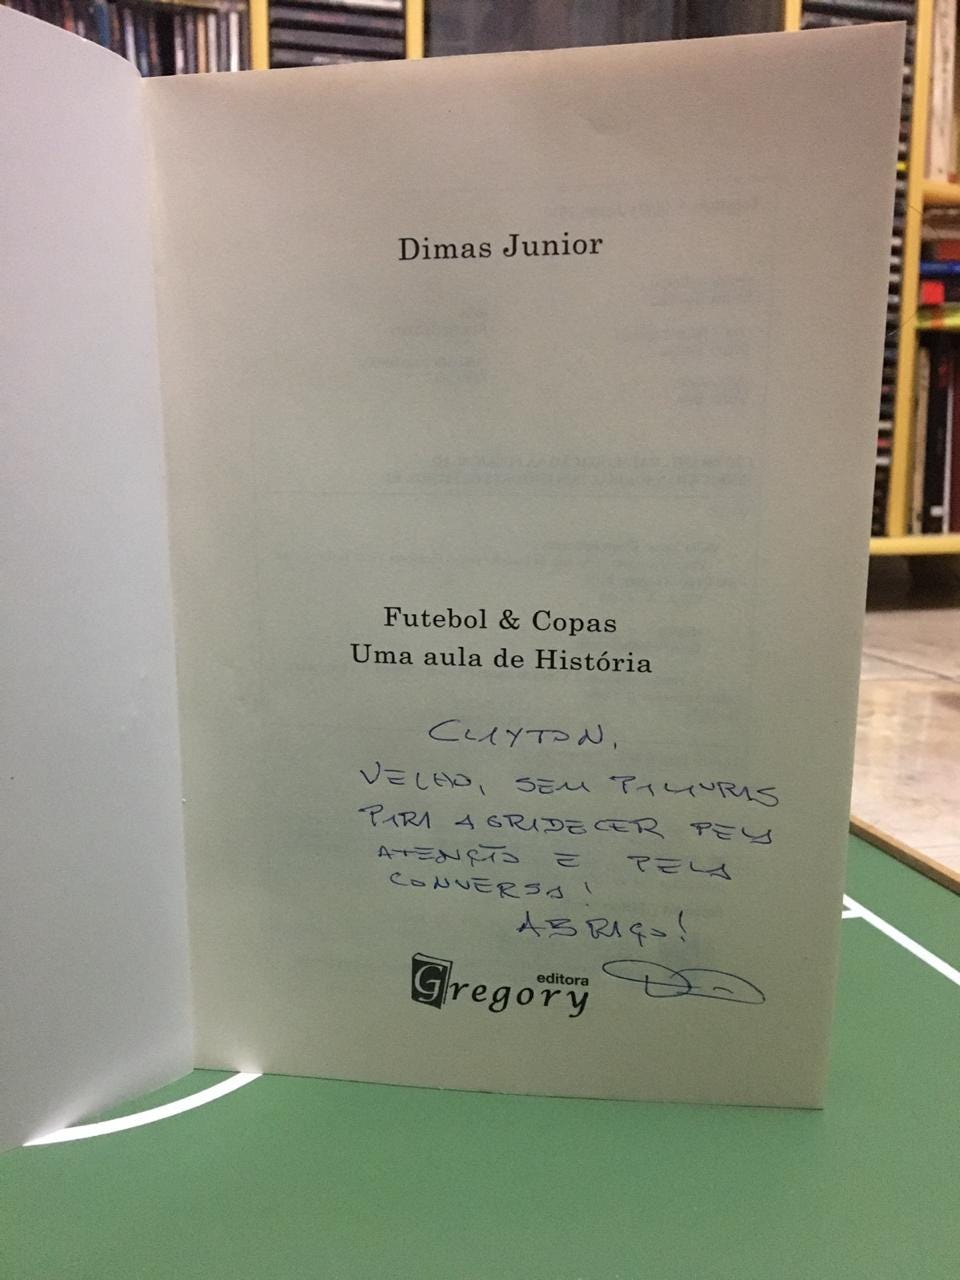 Dimas Junior
Futebol & Copas
Uma aula de História
CLAYTON,
VELHO, SEM PALAVRAS
PARA AGRADECER PELA
ATENÇÃO E PELA
CONVERSA!
ABRAÇO!
editora
Gregory